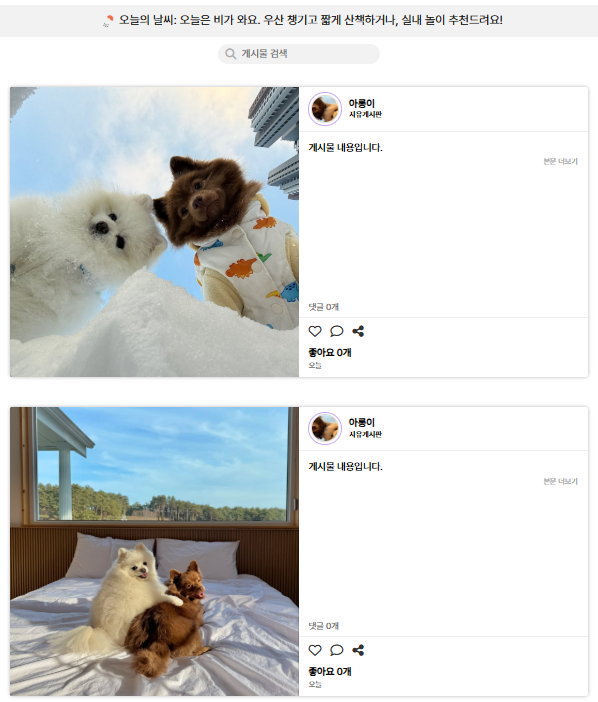 오늘의 날씨: 오늘은 비가 와요. 우산 챙기고 짧게 산책하거나, 실내 놀이 추천드려요!
게시물 검색
아롱이
자유게시판
게시물 내용입니다.
본문 더보기
댓글 0개
좋아요 0개
오늘
아롱이
자유게시판
게시물 내용입니다.
본문 더보기
댓글 0개
좋아요 0개
오늘